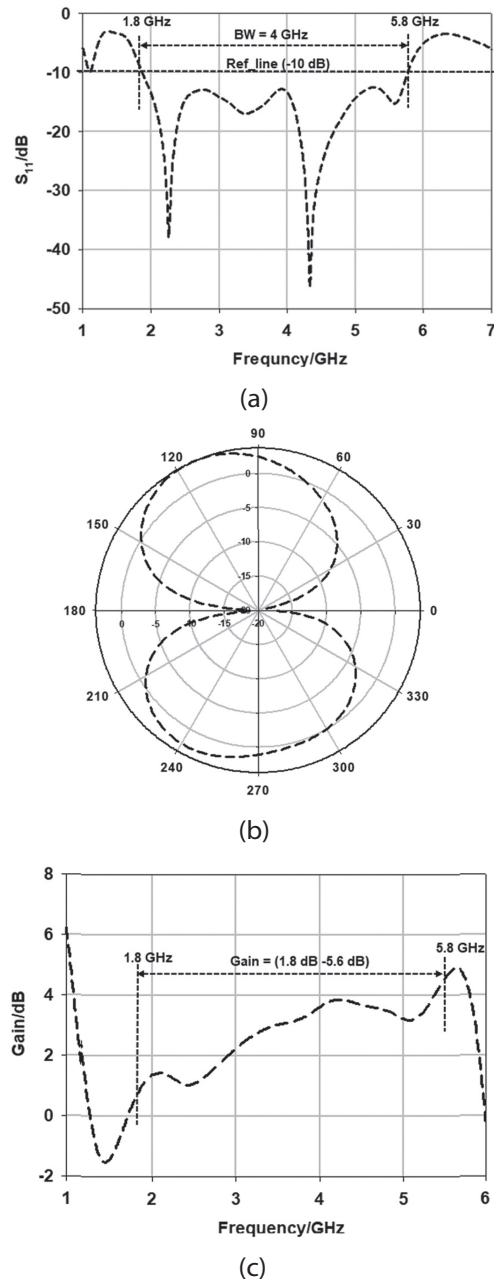 1.8 GHz
5.8 GHz
BW = 4 GHz
Ref_line (-10 dB)
0
-10
-20
-30
-40
-50
S11/dB
1 2 3 4 5 6 7
Frequncy/GHz
(a)
90
120 60
150 30
180 0
210 330
240 300
270
0
-5
-10
-15
0 -5 -10 -15 -20
(b)
8
6
4
2
0
-2
Gain/dB
1.8 GHz
5.8 GHz
Gain = (1.8 dB -5.6 dB)
1 2 3 4 5 6
Frequency/GHz
(c)